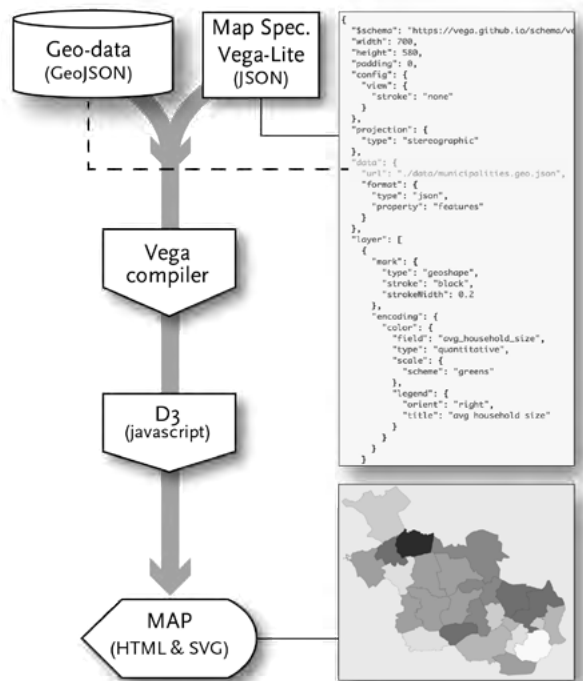 Geo-data
(GeoJSON)
Map Spec.
Vega-Lite
(JSON)
Vega
compiler
D3
(javascript)
MAP
(HTML & SVG)
{
"$schema": "https://vega.github.io/schema/ve
"width": 700,
"height": 580,
"padding": 0,
"config": {
"view": {
"stroke": "none"
}
},
"projection": {
"type": "stereographic"
},
"data": {
"url": "./data/municipalities.geo.json",
"format": {
"type": "json",
"property": "features"
}
},
"layer": [
{
"mark": {
"type": "geoshape",
"stroke": "black",
"strokeWidth": 0.2
},
"encoding": {
"color": {
"field": "avg_household_size",
"type": "quantitative",
"scale": {
"scheme": "greens"
},
"legend": {
"orient": "right",
"title": "avg household size"
}
}
}